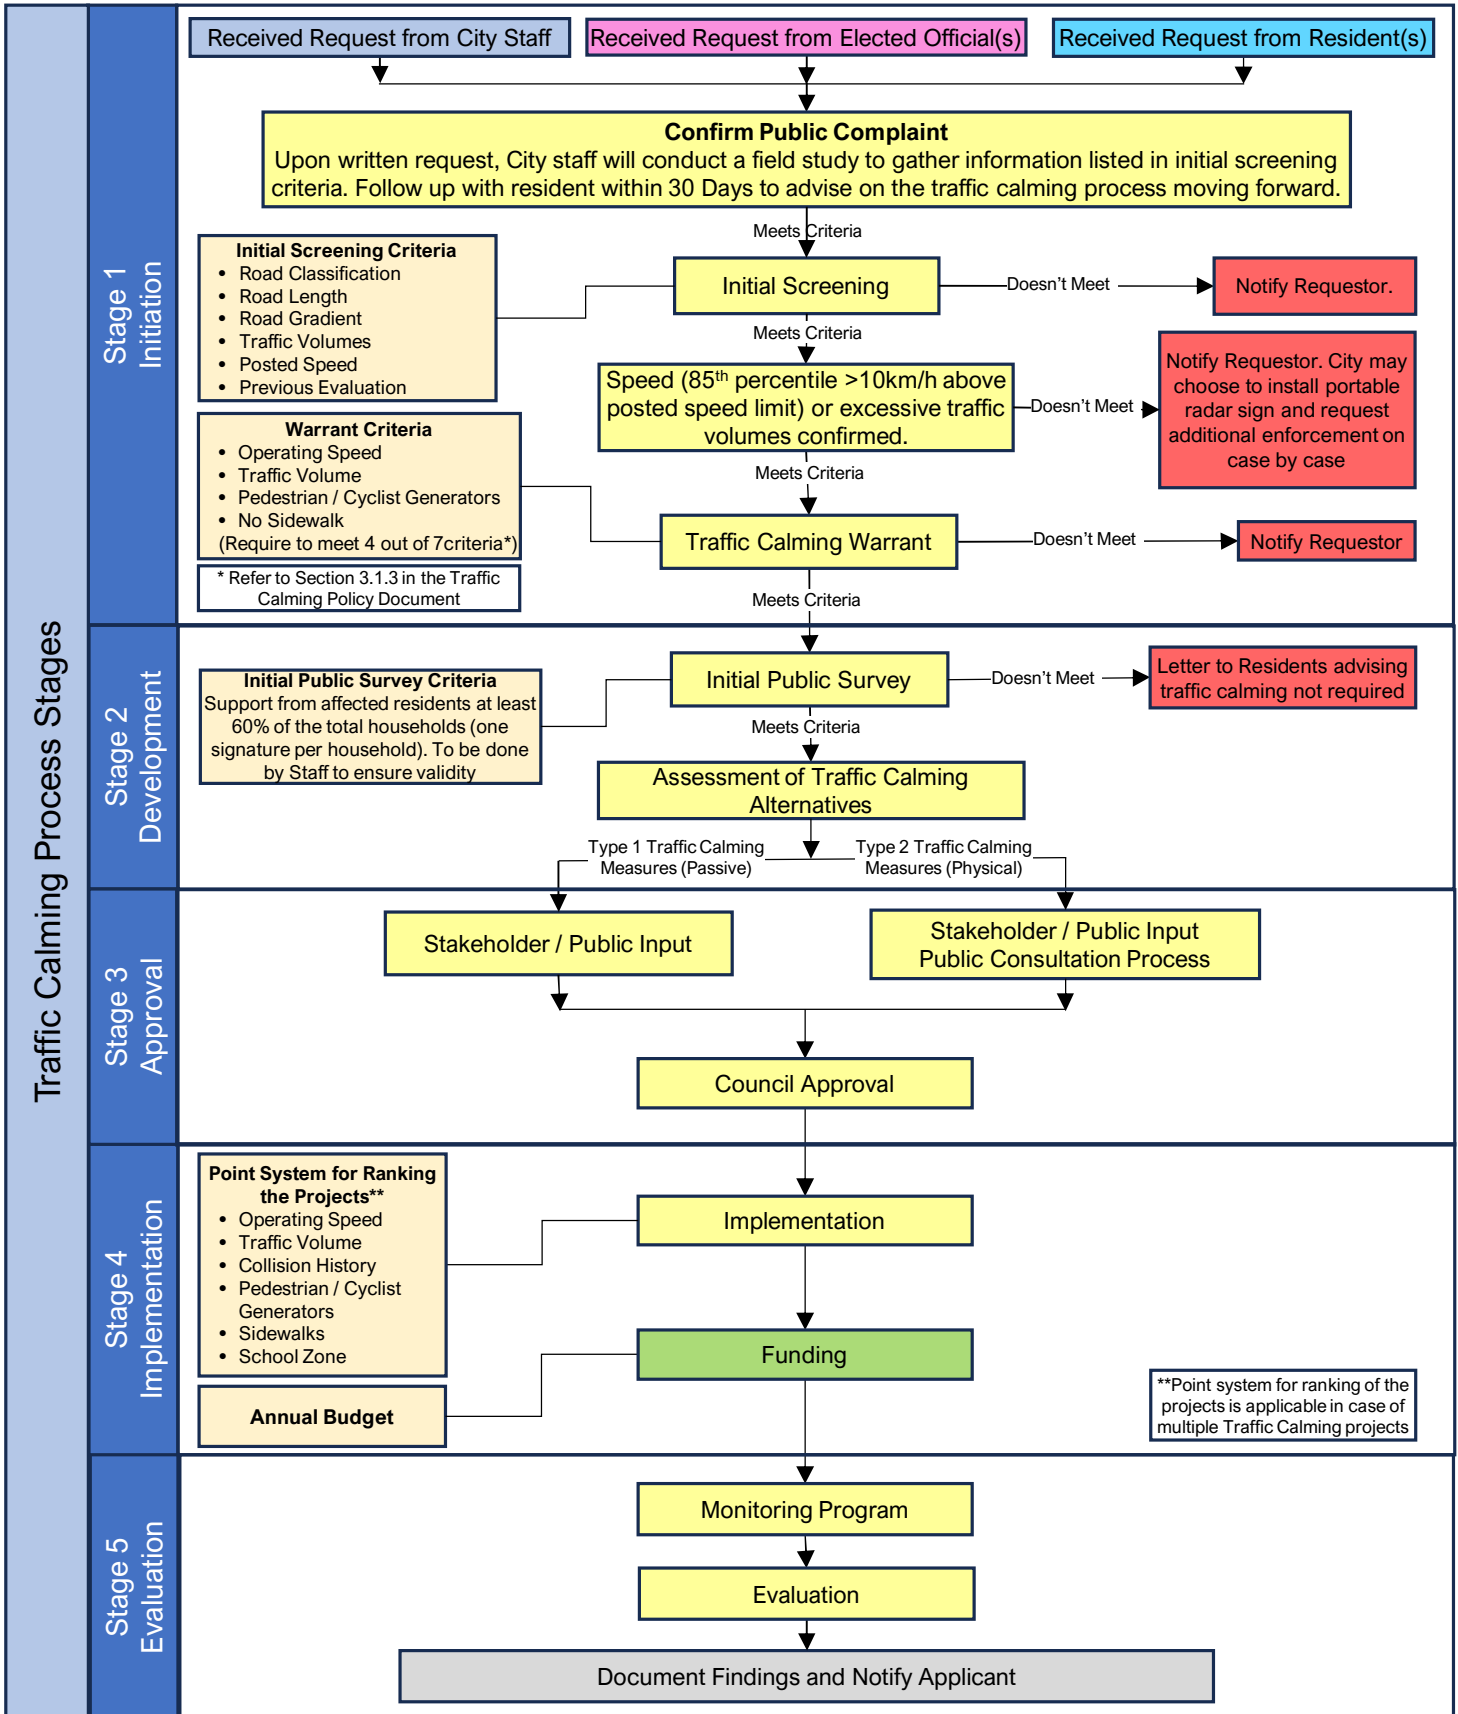 Traffic Calming Process Stages
Stage 1
Initiation
Received Request from City Staff
Received Request from Elected Official(s)
Received Request from Resident(s)
Confirm Public Complaint
Upon written request, City staff will conduct a field study to gather information listed in initial screening
criteria. Follow up with resident within 30 Days to advise on the traffic calming process moving forward.
Meets Criteria
Initial Screening Criteria
• Road Classification
• Road Length
• Road Gradient
• Traffic Volumes
• Posted Speed
• Previous Evaluation
Initial Screening
Doesn't Meet
Notify Requestor.
Meets Criteria
Speed (85th percentile >10km/h above
posted speed limit) or excessive traffic
volumes confirmed.
Doesn't Meet
Notify Requestor. City may
choose to install portable
radar sign and request
additional enforcement on
case by case
Meets Criteria
Warrant Criteria
• Operating Speed
• Traffic Volume
• Pedestrian / Cyclist Generators
• No Sidewalk
(Require to meet 4 out of 7criteria*)
* Refer to Section 3.1.3 in the Traffic
Calming Policy Document
Traffic Calming Warrant
Doesn't Meet
Notify Requestor
Meets Criteria
Stage 2
Development
Initial Public Survey Criteria
Support from affected residents at least
60% of the total households (one
signature per household). To be done
by Staff to ensure validity
Initial Public Survey
Doesn't Meet
Letter to Residents advising
traffic calming not required
Meets Criteria
Assessment of Traffic Calming
Alternatives
Type 1 Traffic Calming
Measures (Passive)
Type 2 Traffic Calming
Measures (Physical)
Stage 3
Approval
Stakeholder / Public Input
Stakeholder / Public Input
Public Consultation Process
Council Approval
Stage 4
Implementation
Point System for Ranking
the Projects**
• Operating Speed
• Traffic Volume
• Collision History
• Pedestrian / Cyclist
Generators
• Sidewalks
• School Zone
Implementation
Funding
Annual Budget
**Point system for ranking of the
projects is applicable in case of
multiple Traffic Calming projects
Stage 5
Evaluation
Monitoring Program
Evaluation
Document Findings and Notify Applicant